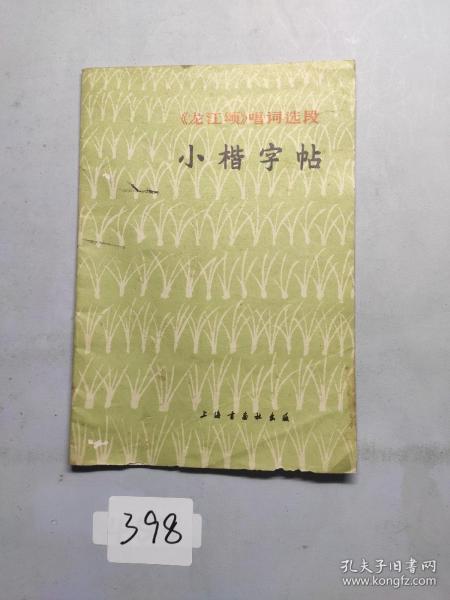 《龙江颂》唱词选段
小楷字帖
上海书画社出版
398
孔夫子旧书网
www.kongfz.com